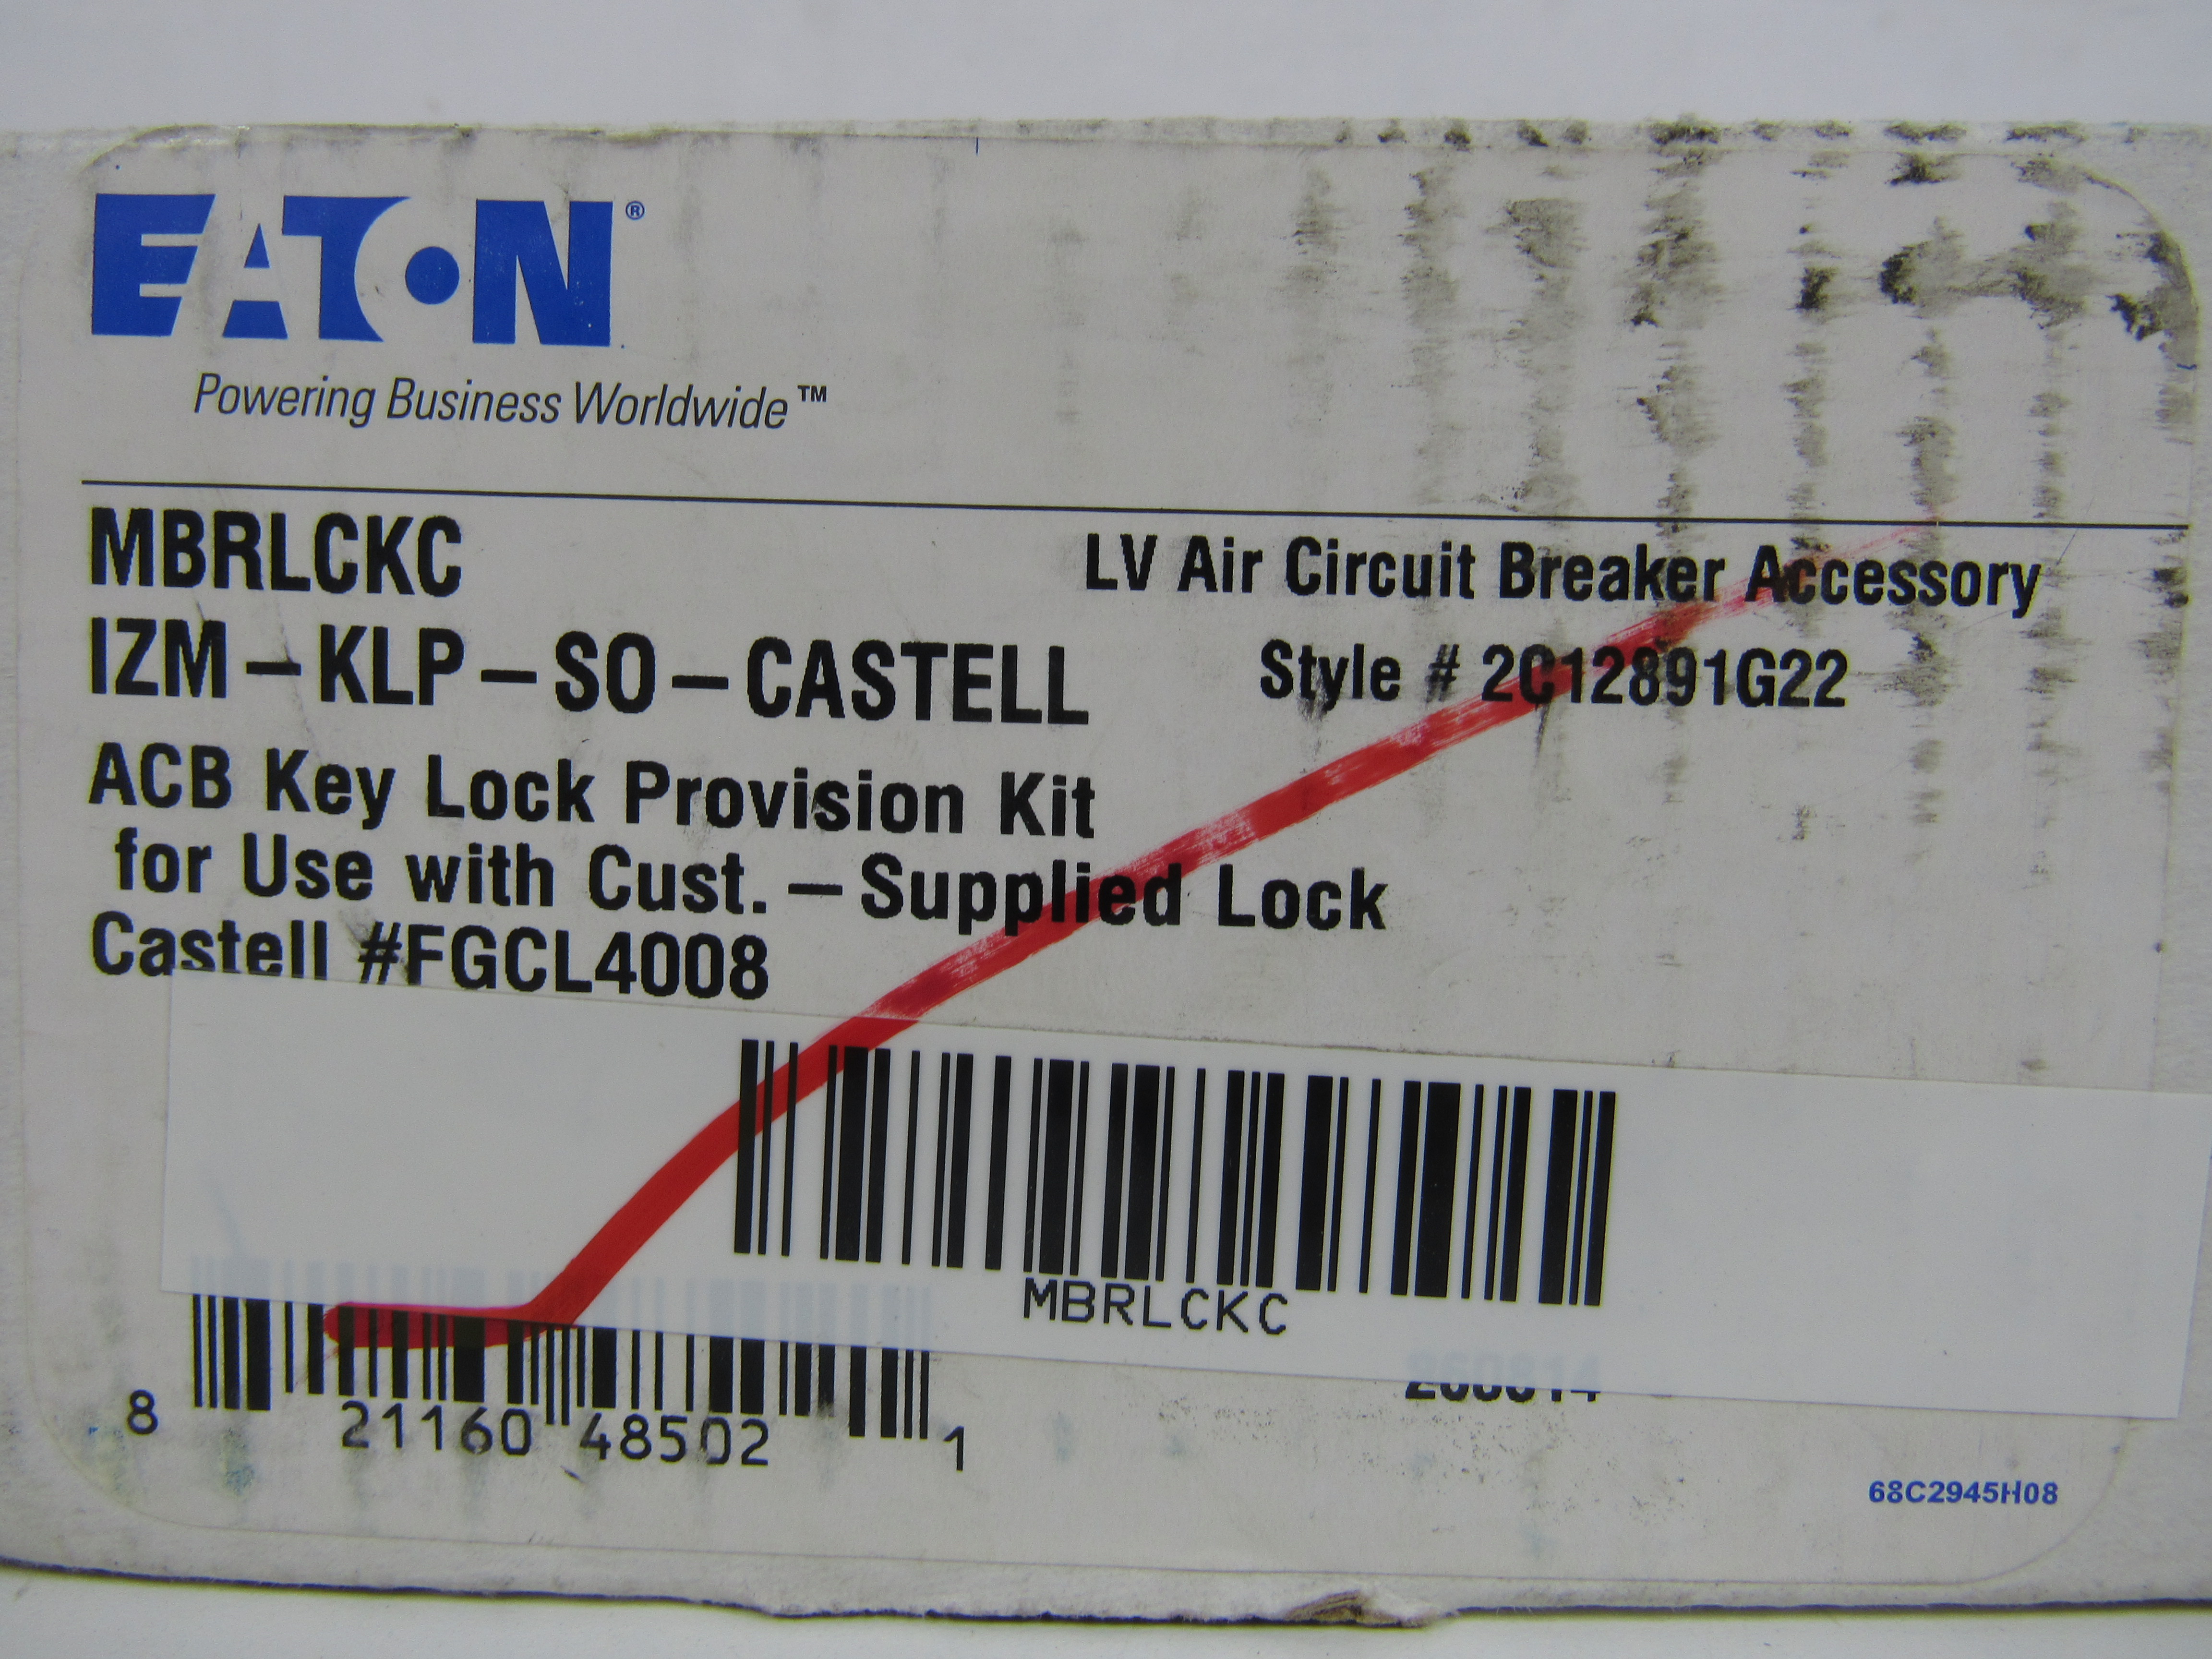 EATON®
Powering Business Worldwide™
MBRLCKC
LV Air Circuit Breaker Accessory
IZM-KLP-SO-CASTELL
Style # 2C12891G22
ACB Key Lock Provision Kit
for Use with Cust. -Supplied Lock
Castell #FGCL4008
MBRLCKC
8 21160 48502 1
68C2945H08